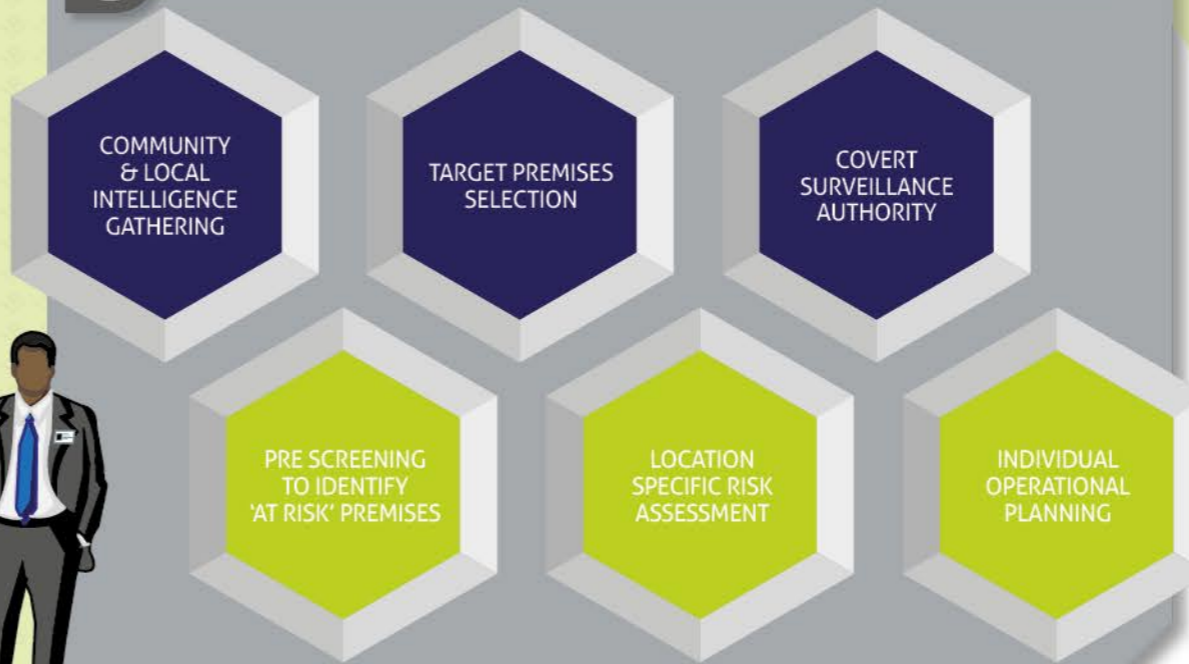 COMMUNITY
& LOCAL
INTELLIGENCE
GATHERING
TARGET PREMISES
SELECTION
COVERT
SURVEILLANCE
AUTHORITY
PRE SCREENING
TO IDENTIFY
'AT RISK' PREMISES
LOCATION
SPECIFIC RISK
ASSESSMENT
INDIVIDUAL
OPERATIONAL
PLANNING